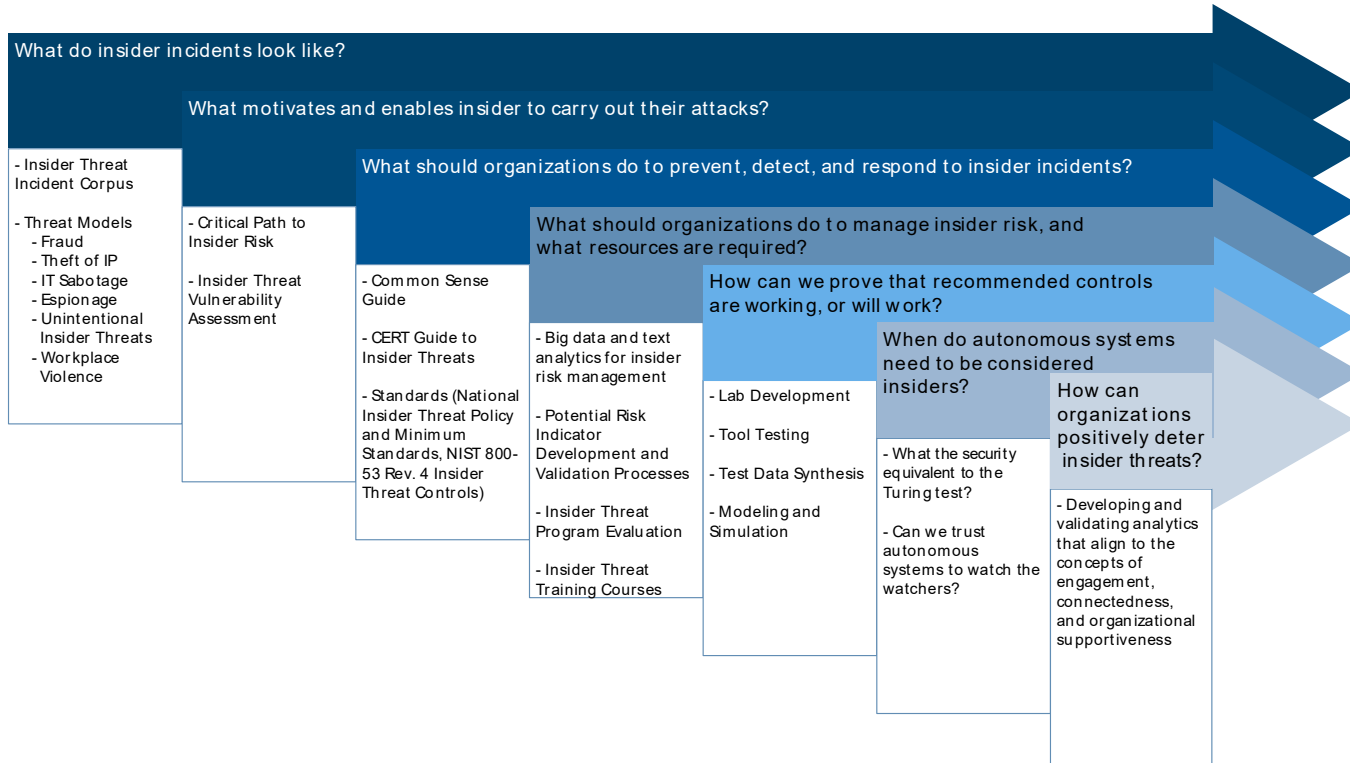 What do insider incidents look like?
- Insider Threat
Incident Corpus
- Threat Models
- Fraud
- Theft of IP
- IT Sabotage
- Espionage
- Unintentional
Insider Threats
- Workplace
Violence
What motivates and enables insider to carry out their attacks?
- Critical Path to
Insider Risk
- Insider Threat
Vulnerability
Assessment
What should organizations do to prevent, detect, and respond to insider incidents?
- Common Sense
Guide
- CERT Guide to
Insider Threats
- Standards (National
Insider Threat Policy
and Minimum
Standards, NIST 800-
53 Rev. 4 Insider
Threat Controls)
What should organizations do to manage insider risk, and
what resources are required?
- Big data and text
analytics for insider
risk management
- Potential Risk
Indicator
Development and
Validation Processes
- Insider Threat
Program Evaluation
- Insider Threat
Training Courses
How can we prove that recommended controls
are working, or will work?
- Lab Development
- Tool Testing
- Test Data Synthesis
- Modeling and
Simulation
When do autonomous systems
need to be considered
insiders?
- What the security
equivalent to the
Turing test?
- Can we trust
autonomous
systems to watch the
watchers?
How can
organizations
positively deter
insider threats?
- Developing and
validating analytics
that align to the
concepts of
engagement,
connectedness,
and organizational
supportiveness